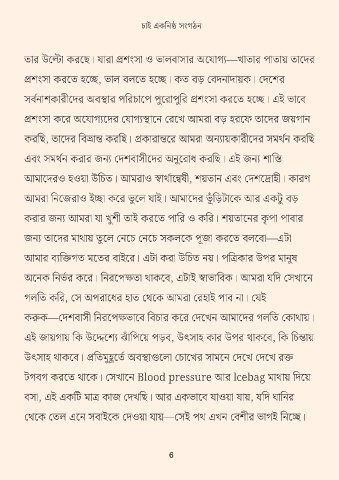 চাই একনিষ্ঠ সংগঠন
তার উল্টো করছে। যারা প্রশংসা ও ভালবাসার অযোগ্য—খাতার পাতায় তাদের
প্রশংসা করতে হচ্ছে, ভাল বলতে হচ্ছে। কত বড় বেদনাদায়ক। দেশের
সর্বনাশকারীদের অবস্থার পরিচাপে পুরোপুরি প্রশংসা করতে হচ্ছে। এই ভাবে
প্রশংসা করে অযোগ্যদের যোগ্যস্থানে রেখে আমরা বড় হরফে তাদের জয়গান
করছি, তাদের বিভ্রান্ত করছি। প্রকারান্তরে আমরা অন্যায়কারীদের সমর্থন করছি
এবং সমর্থন করার জন্য দেশবাসীদের অনুরোধ করছি। এই জন্য শাস্তি
আমাদেরও হওয়া উচিত। আমরাও স্বার্থান্বেষী, শয়তান এবং দেশদ্রোহী। কারণ
আমরা নিজেরাও ইচ্ছা করে ভুলে যাই। আমাদের ভুঁড়িটাকে আর একটু বড়
করার জন্য আমরা যা খুশী তাই করতে পারি ও করি। শয়তানের কৃপা পাবার
জন্য তাদের মাথায় তুলে নেচে নেচে সকলকে পূজা করতে বলবো—এটা
আমার ব্যক্তিগত মতের বাইরে। এটা করা উচিত নয়। পত্রিকার উপর মানুষ
অনেক নির্ভর করে। নিরপেক্ষতা থাকবে, এটাই স্বাভাবিক। আমরা যদি সেখানে
গলতি করি, সে অপরাধের হাত থেকে আমরা রেহাই পাব না। যেই
করুক—দেশবাসী নিরপেক্ষভাবে বিচার করে দেখেন আমাদের গলতি কোথায়।
এই জায়গায় কি উদ্দেশ্যে ঝাঁপিয়ে পড়ব, উৎসাহ কার উপর থাকবে, কি চিন্তায়
উৎসাহ থাকবে। প্রতিমুহূর্তে অবস্থাগুলো চোখের সামনে দেখে দেখে রক্ত
টগবগ করতে থাকে। সেখানে Blood pressure আর Icebag মাথায় দিয়ে
বসা, এই একটি মাত্র কাজ দেখছি। আর একভাবে যাওয়া যায়, যদি ঘানির
থেকে তেল এনে সবাইকে দেওয়া যায়—সেই পথ এখন বেশীর ভাগই নিচ্ছে।
6